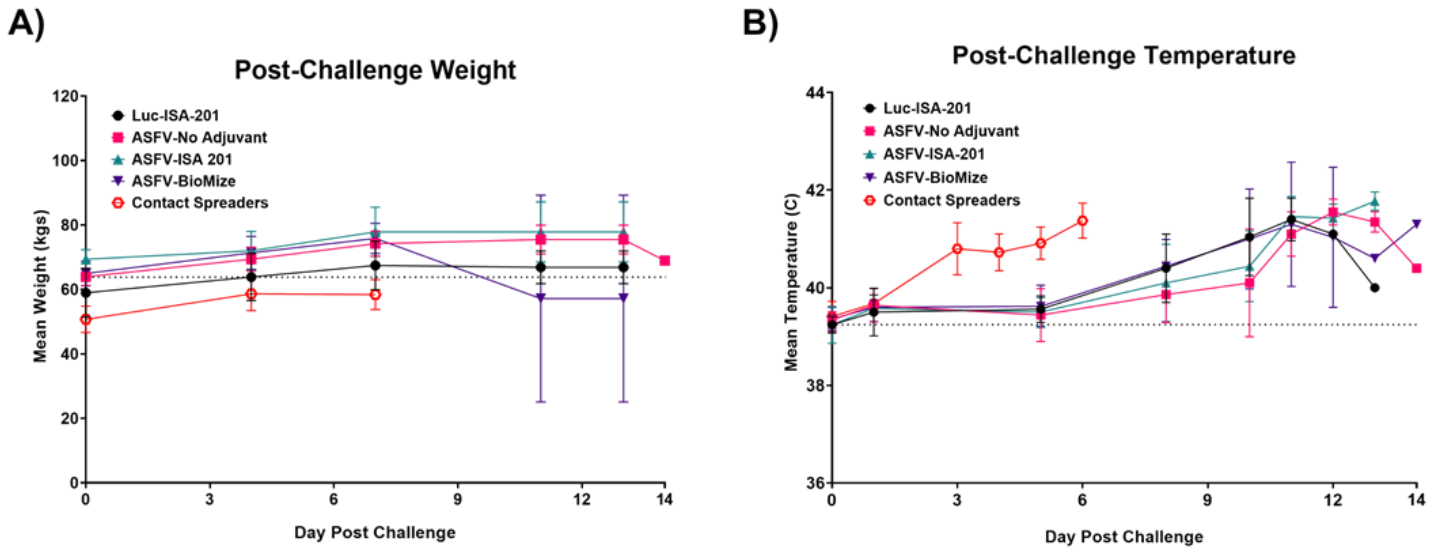 A)
Post-Challenge Weight
120
100
80
60
40
20
0
Mean Weight (kgs)
Luc-ISA-201
ASFV-No Adjuvant
ASFV-ISA 201
ASFV-BioMize
Contact Spreaders
0 3 6 9 12 14
Day Post Challenge
B)
Post-Challenge Temperature
44
42
40
38
36
Mean Temperature (C)
Luc-ISA-201
ASFV-No Adjuvant
ASFV-ISA-201
ASFV-BioMize
Contact Spreaders
0 3 6 9 12 14
Day Post Challenge